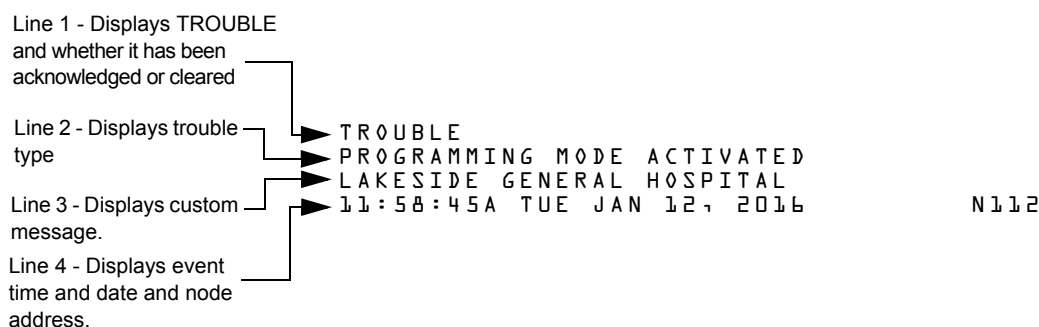 Line 1 - Displays TROUBLE
and whether it has been
acknowledged or cleared
Line 2 - Displays trouble
type
Line 3 - Displays custom
message.
Line 4 - Displays event
time and date and node
address.
TROUBLE
PROGRAMMING MODE ACTIVATED
LAKESIDE GENERAL HOSPITAL
11:58:45A TUE JAN 12, 2016 N112